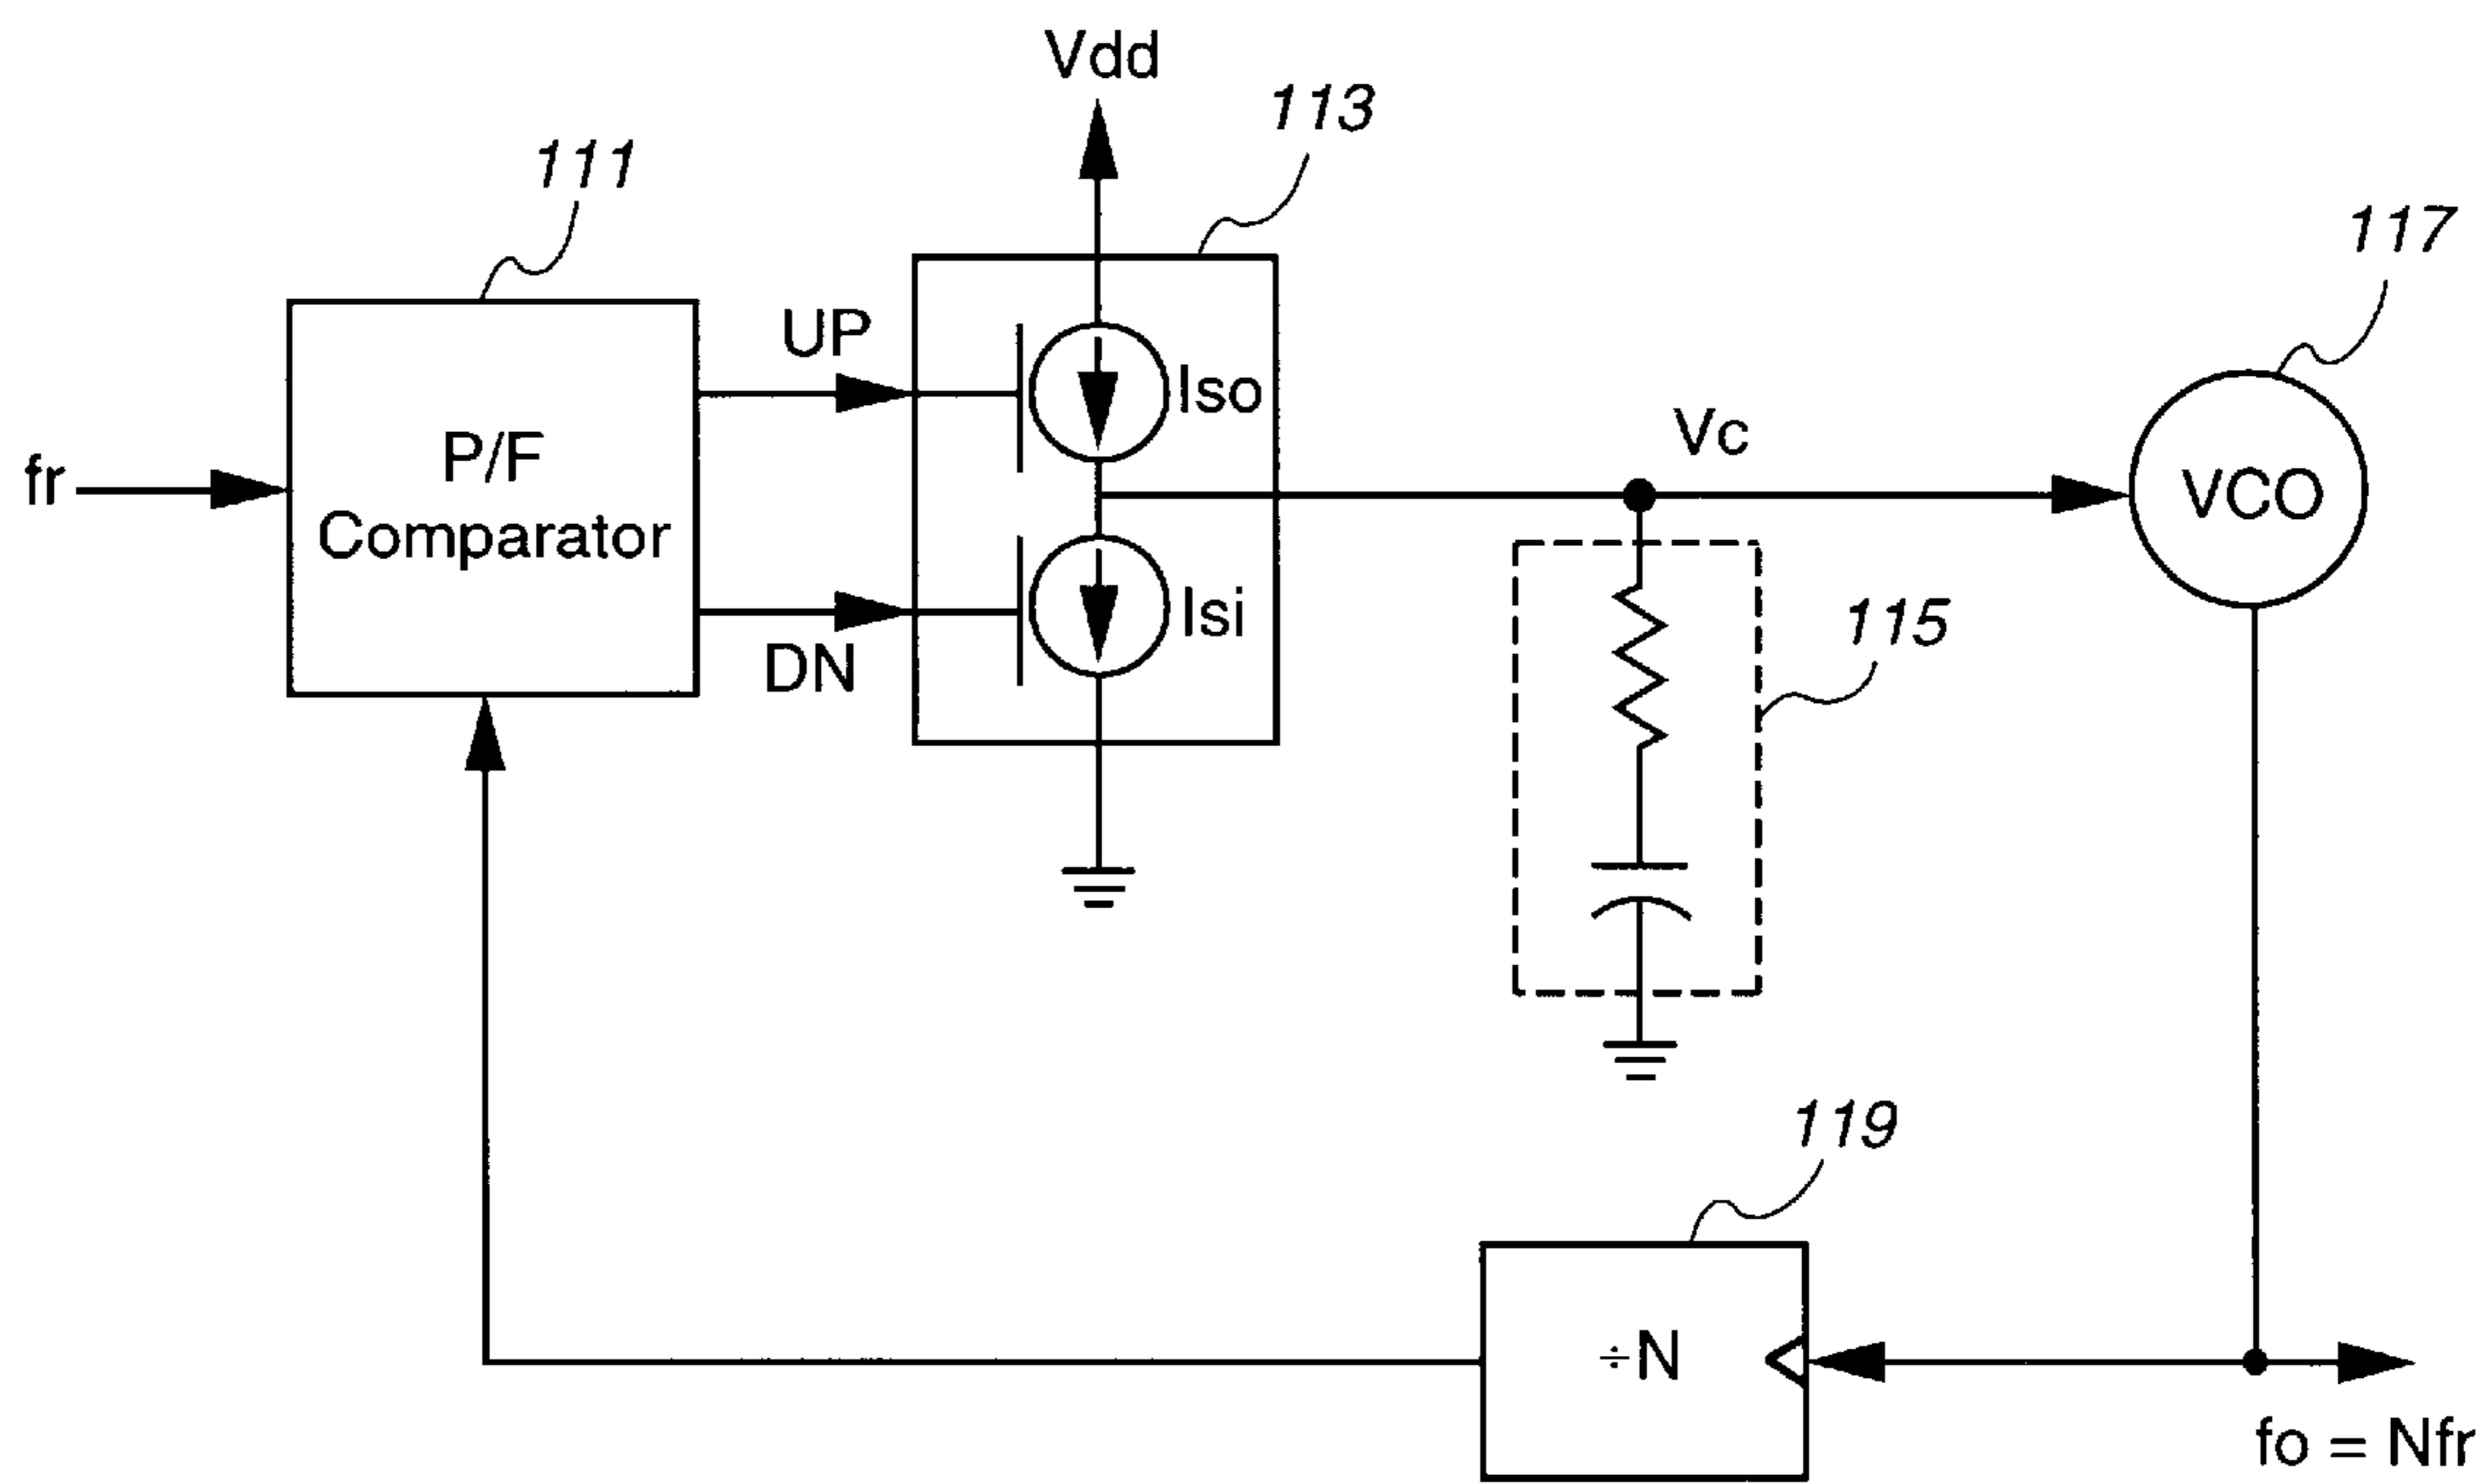 Vdd
113
111
117
UP
Iso
fr
P/F
Comparator
Vc
VCO
Isi
DN
115
119
÷N
fo = Nfr